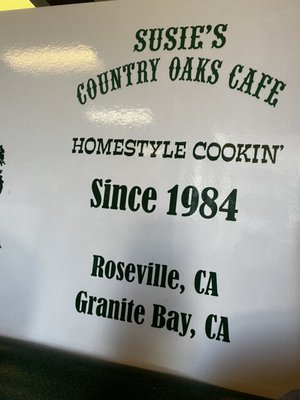 SUSIE'S
COUNTRY OAKS CAFE
HOMESTYLE COOKIN'
Since 1984
Roseville, CA
Granite Bay, CA